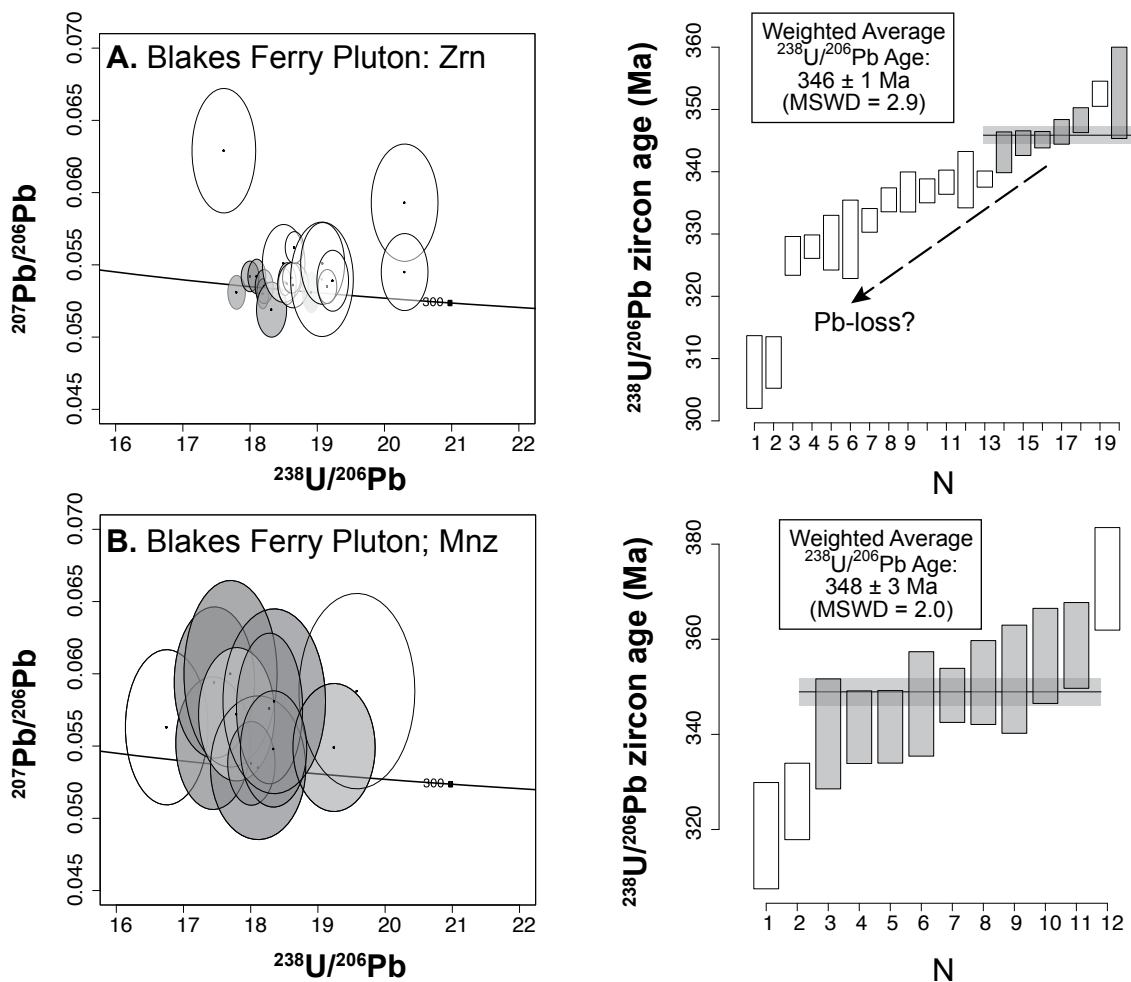 A. Blakes Ferry Pluton: Zrn
0.070
0.065
0.060
0.055
0.050
0.045
²⁰⁷Pb/²⁰⁶Pb
300
16 17 18 19 20 21 22
²³⁸U/²⁰⁶Pb
Weighted Average
²³⁸U/²⁰⁶Pb Age:
346 ± 1 Ma
(MSWD = 2.9)
360
350
340
330
320
310
300
²³⁸U/²⁰⁶Pb zircon age (Ma)
Pb-loss?
1 2 3 4 5 6 7 8 9 11 13 15 17 19
N
B. Blakes Ferry Pluton; Mnz
0.070
0.065
0.060
0.055
0.050
0.045
²⁰⁷Pb/²⁰⁶Pb
300
16 17 18 19 20 21 22
²³⁸U/²⁰⁶Pb
Weighted Average
²³⁸U/²⁰⁶Pb Age:
348 ± 3 Ma
(MSWD = 2.0)
380
360
340
320
²³⁸U/²⁰⁶Pb zircon age (Ma)
1 2 3 4 5 6 7 8 9 10 11 12
N